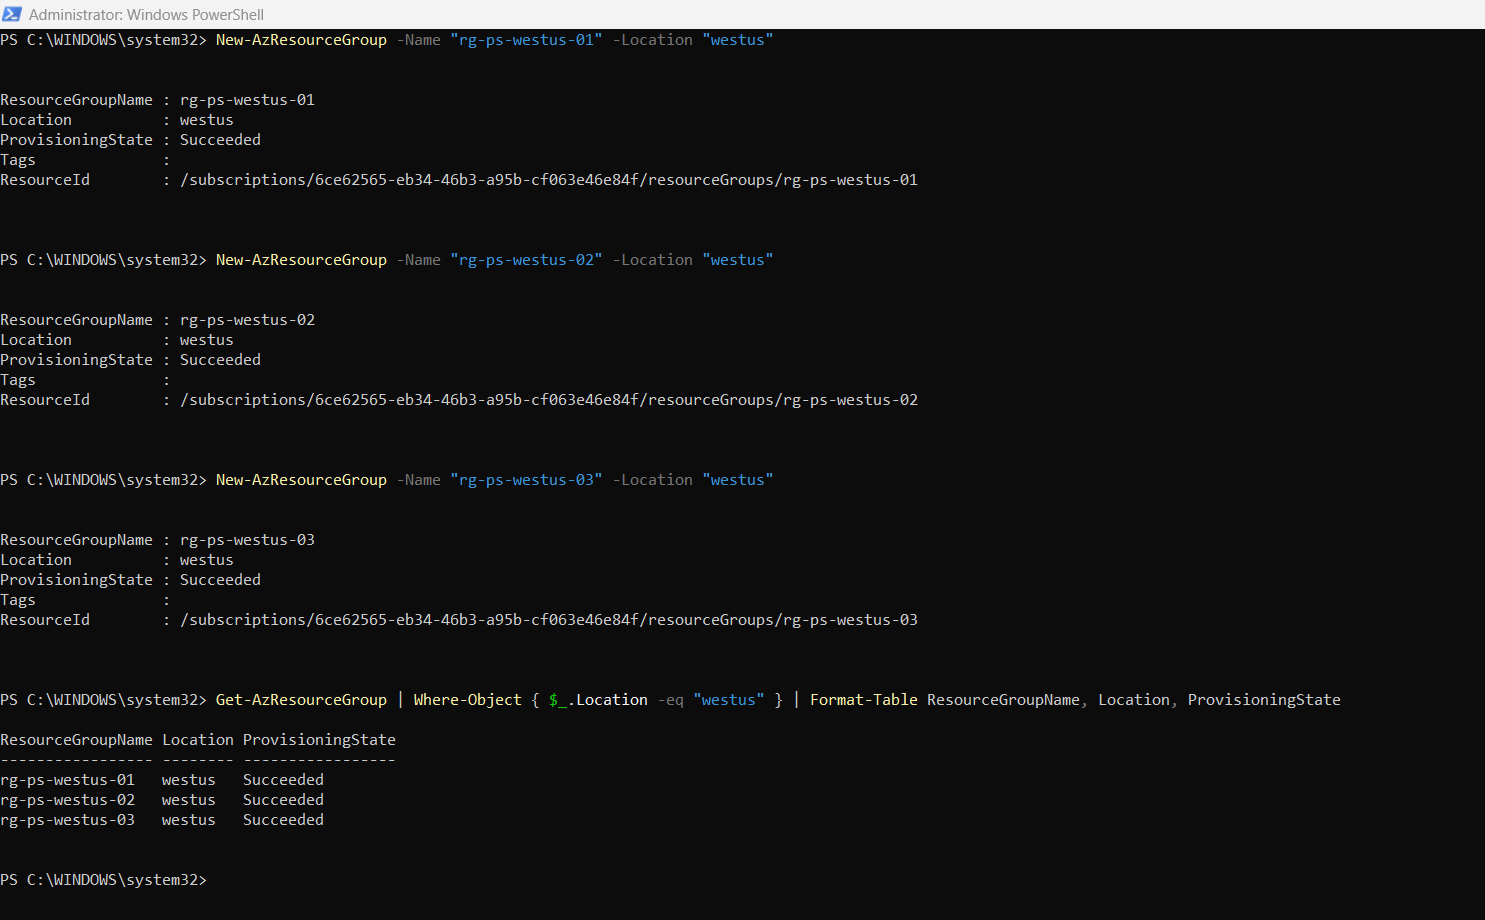 Administrator: Windows PowerShell
PS C:\WINDOWS\system32> New-AzResourceGroup -Name "rg-ps-westus-01" -Location "westus"
ResourceGroupName : rg-ps-westus-01
Location          : westus
ProvisioningState : Succeeded
Tags              :
ResourceId        : /subscriptions/6ce62565-eb34-46b3-a95b-cf063e46e84f/resourceGroups/rg-ps-westus-01
PS C:\WINDOWS\system32> New-AzResourceGroup -Name "rg-ps-westus-02" -Location "westus"
ResourceGroupName : rg-ps-westus-02
Location          : westus
ProvisioningState : Succeeded
Tags              :
ResourceId        : /subscriptions/6ce62565-eb34-46b3-a95b-cf063e46e84f/resourceGroups/rg-ps-westus-02
PS C:\WINDOWS\system32> New-AzResourceGroup -Name "rg-ps-westus-03" -Location "westus"
ResourceGroupName : rg-ps-westus-03
Location          : westus
ProvisioningState : Succeeded
Tags              :
ResourceId        : /subscriptions/6ce62565-eb34-46b3-a95b-cf063e46e84f/resourceGroups/rg-ps-westus-03
PS C:\WINDOWS\system32> Get-AzResourceGroup | Where-Object { $_.Location -eq "westus" } | Format-Table ResourceGroupName, Location, ProvisioningState
ResourceGroupName Location ProvisioningState
----------------- -------- -----------------
rg-ps-westus-01   westus   Succeeded
rg-ps-westus-02   westus   Succeeded
rg-ps-westus-03   westus   Succeeded
PS C:\WINDOWS\system32>